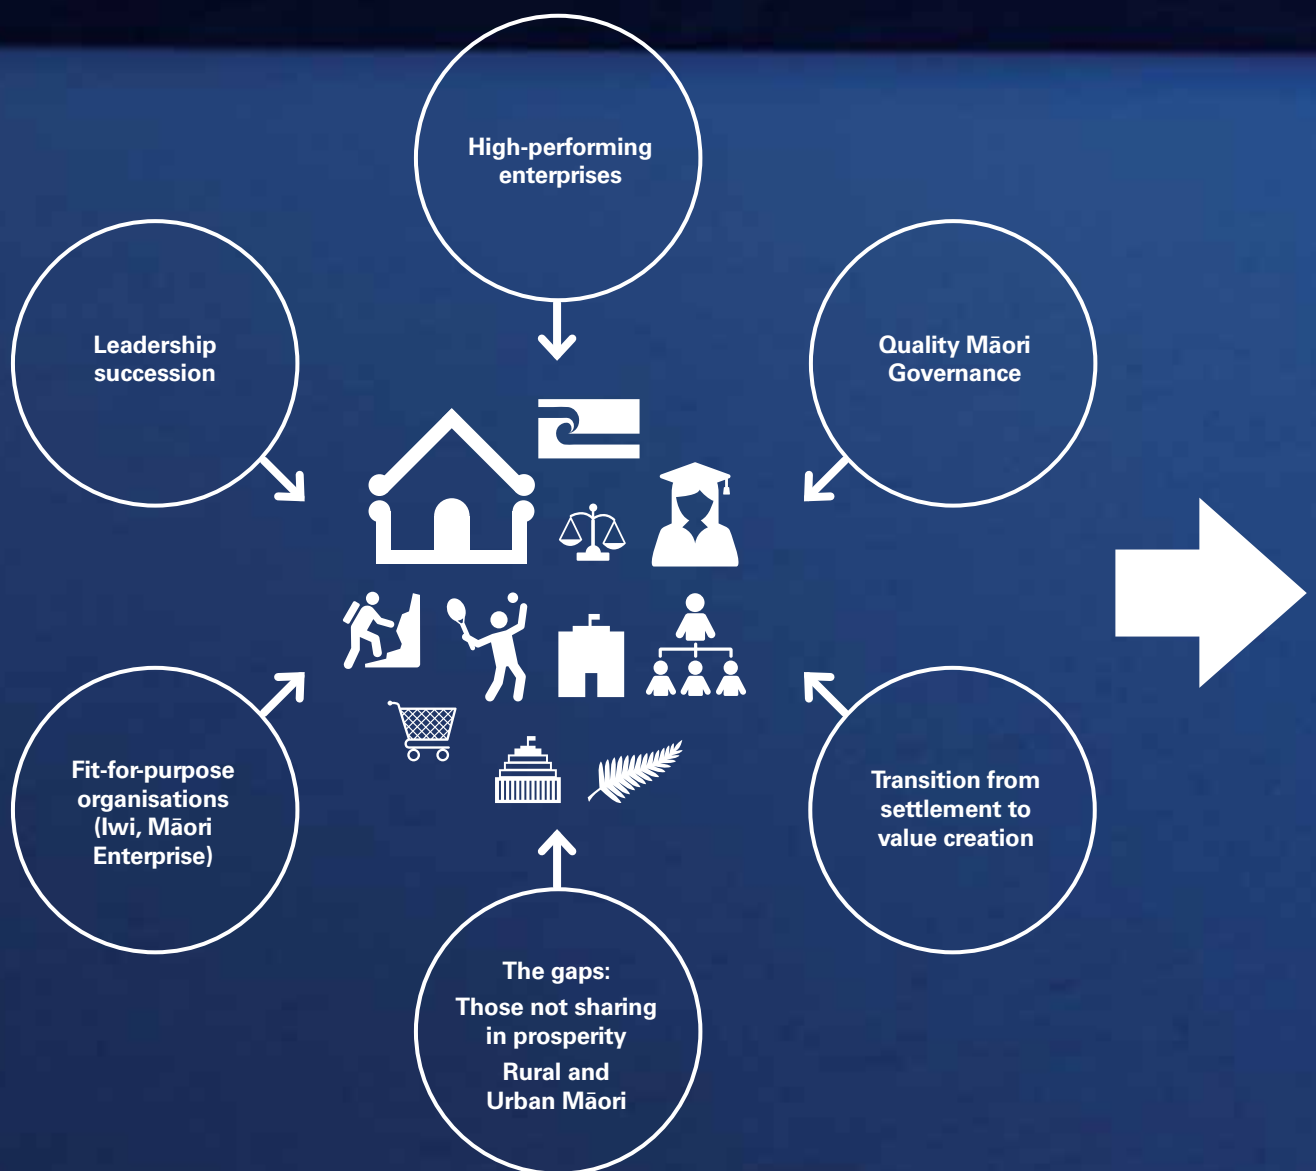 High-performing
enterprises
Leadership
succession
Quality Māori
Governance
Fit-for-purpose
organisations
(Iwi, Māori
Enterprise)
Transition from
settlement to
value creation
The gaps:
Those not sharing
in prosperity
Rural and
Urban Māori